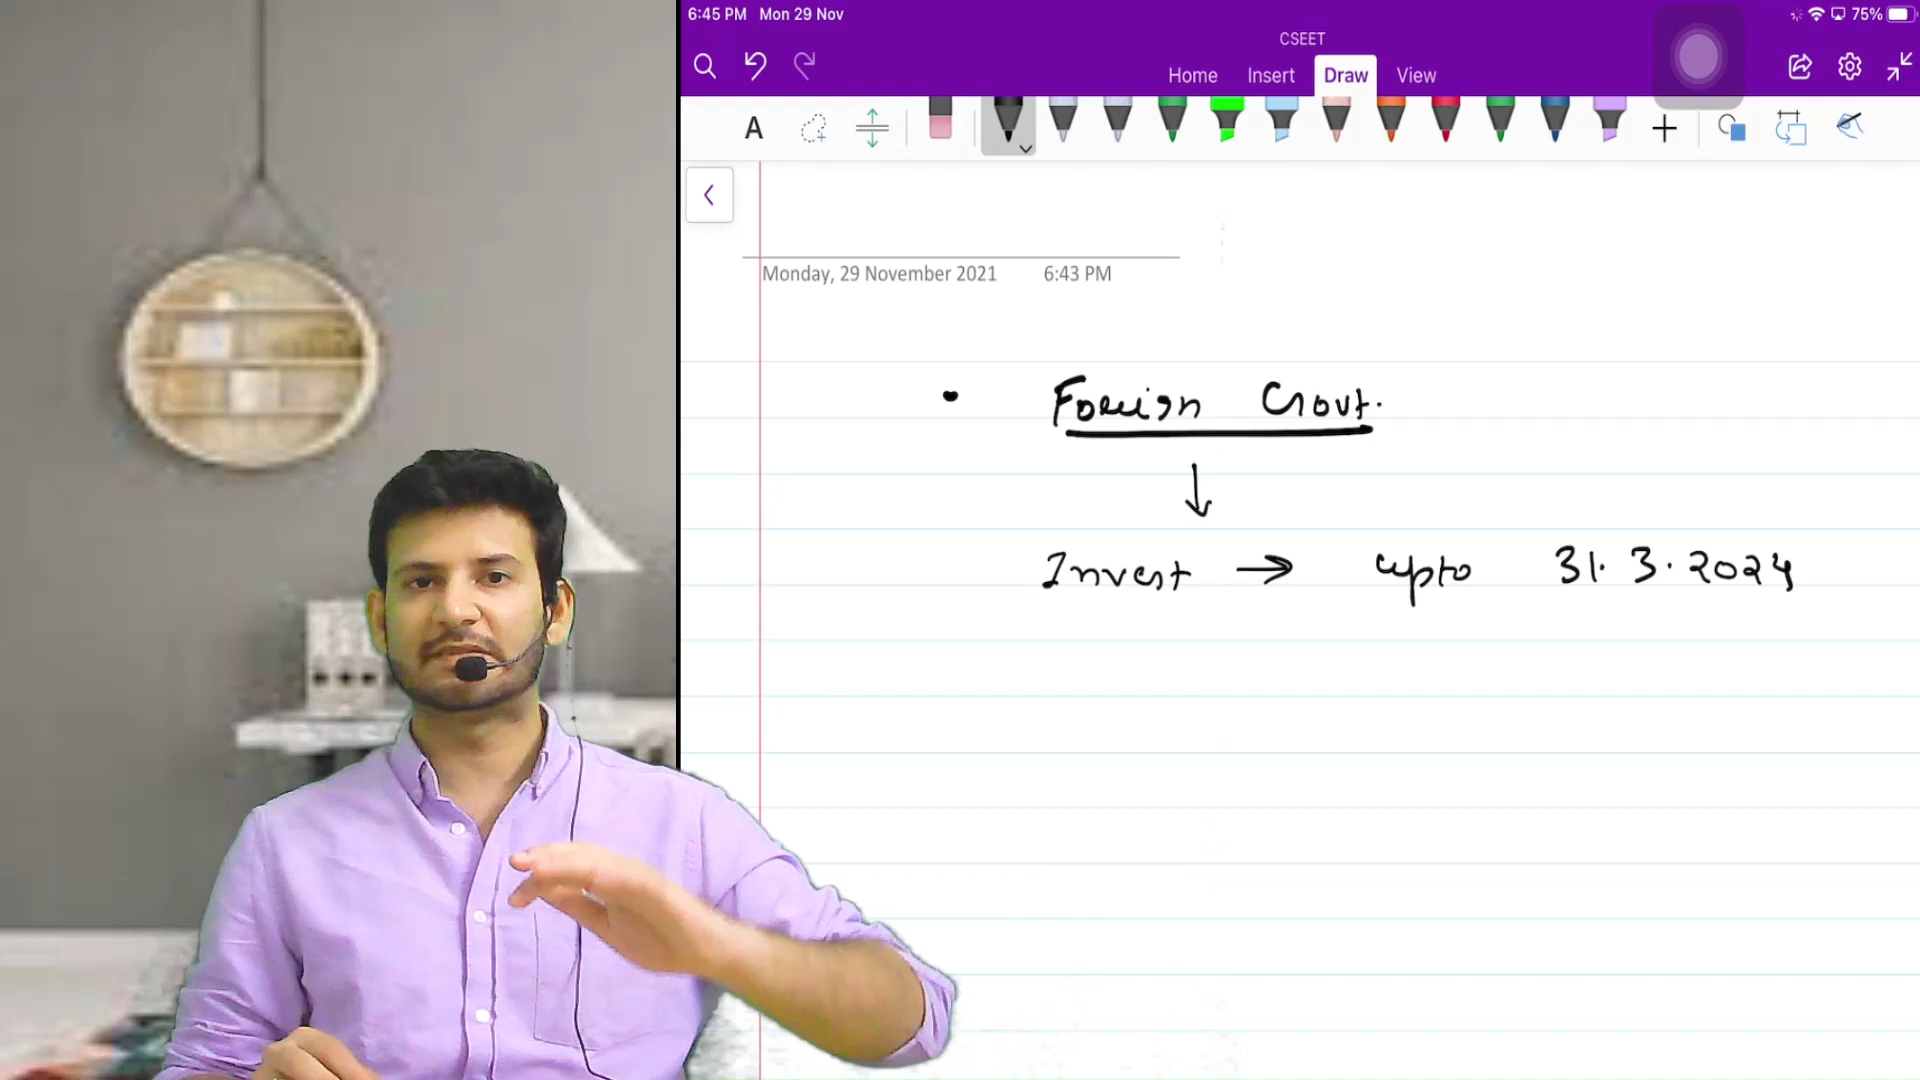 6:45 PM Mon 29 Nov
75%
CSEET
Home Insert Draw View
A
Monday, 29 November 2021 6:43 PM
• Foreign Govt.
↓
Invest → upto 31.3.2024